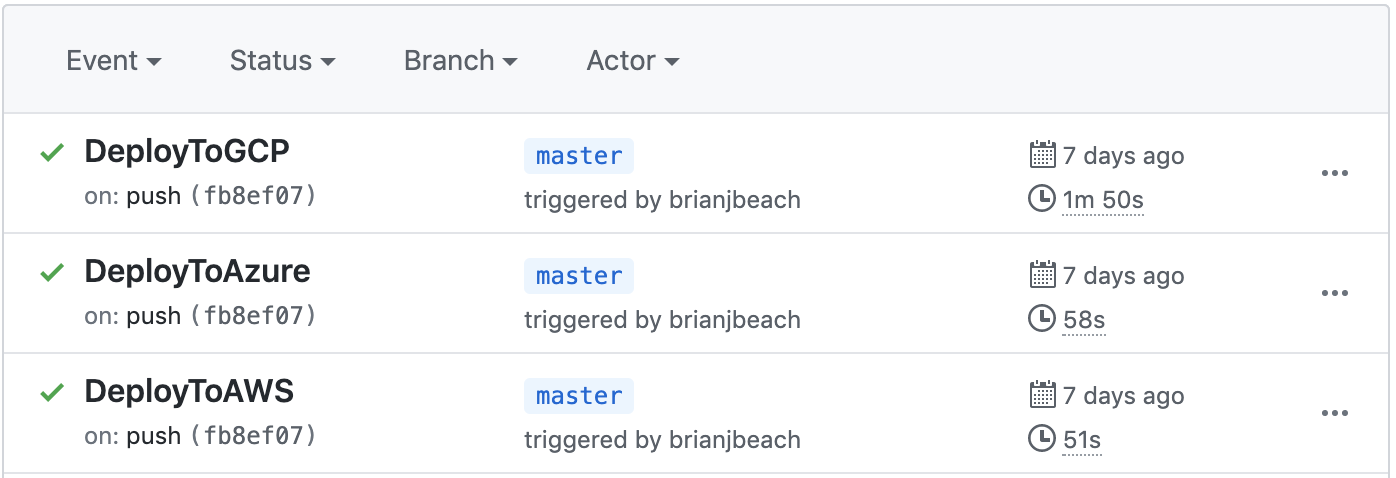 Event Status Branch Actor
DeployToGCP
on: push (fb8ef07)
master
triggered by brianjbeach
7 days ago
1m 50s
DeployToAzure
on: push (fb8ef07)
master
triggered by brianjbeach
7 days ago
58s
DeployToAWS
on: push (fb8ef07)
master
triggered by brianjbeach
7 days ago
51s